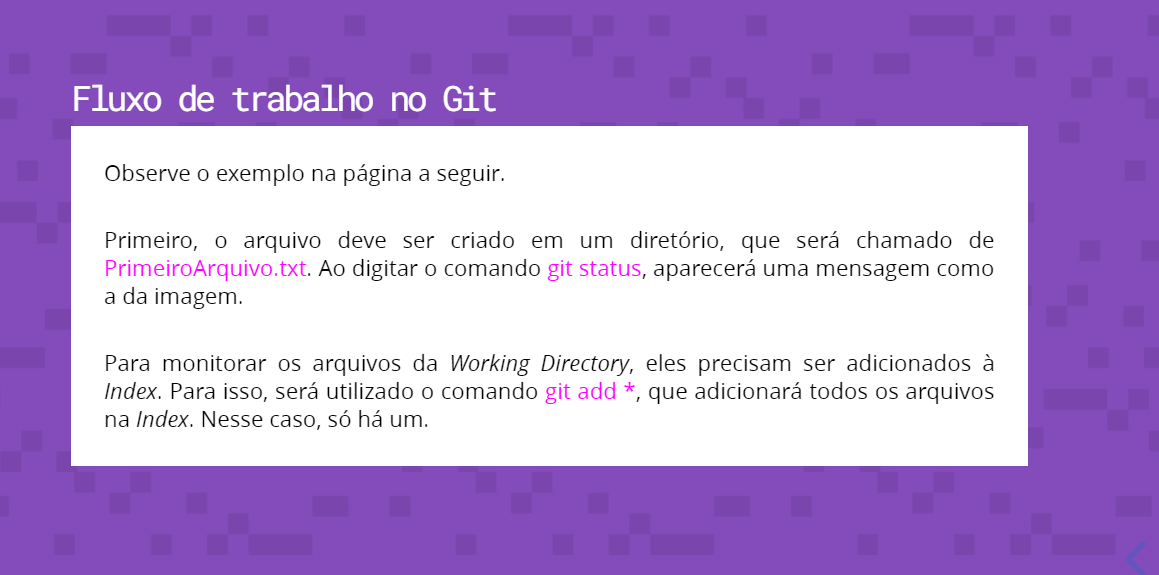 Fluxo de trabalho no Git
Observe o exemplo na página a seguir.
Primeiro, o arquivo deve ser criado em um diretório, que será chamado de
PrimeiroArquivo.txt. Ao digitar o comando git status, aparecerá uma mensagem como
a da imagem.
Para monitorar os arquivos da Working Directory, eles precisam ser adicionados à
Index. Para isso, será utilizado o comando git add *, que adicionará todos os arquivos
na Index. Nesse caso, só há um.